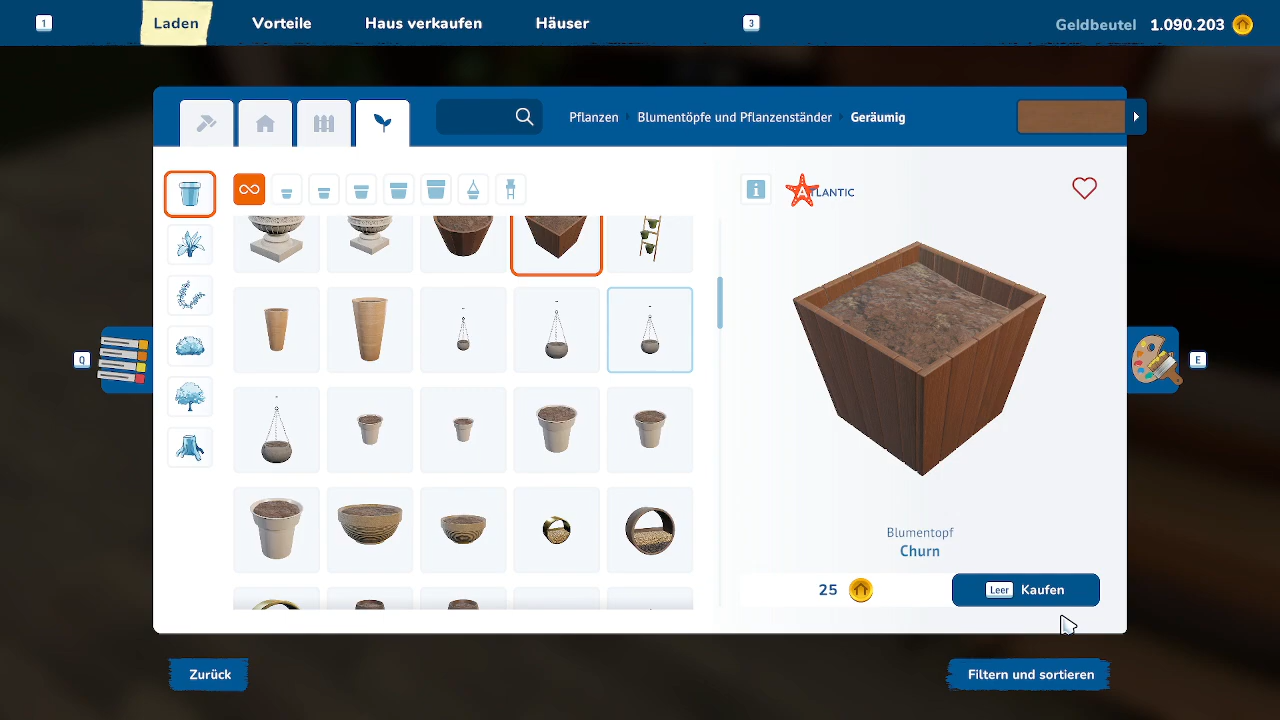 1 Laden Vorteile Haus verkaufen Häuser 3 Geldbeutel 1.090.203
Pflanzen Blumentöpfe und Pflanzenständer Geräumig
ATLANTIC
Q
E
Blumentopf
Churn
25 Leer Kaufen
Zurück Filtern und sortieren